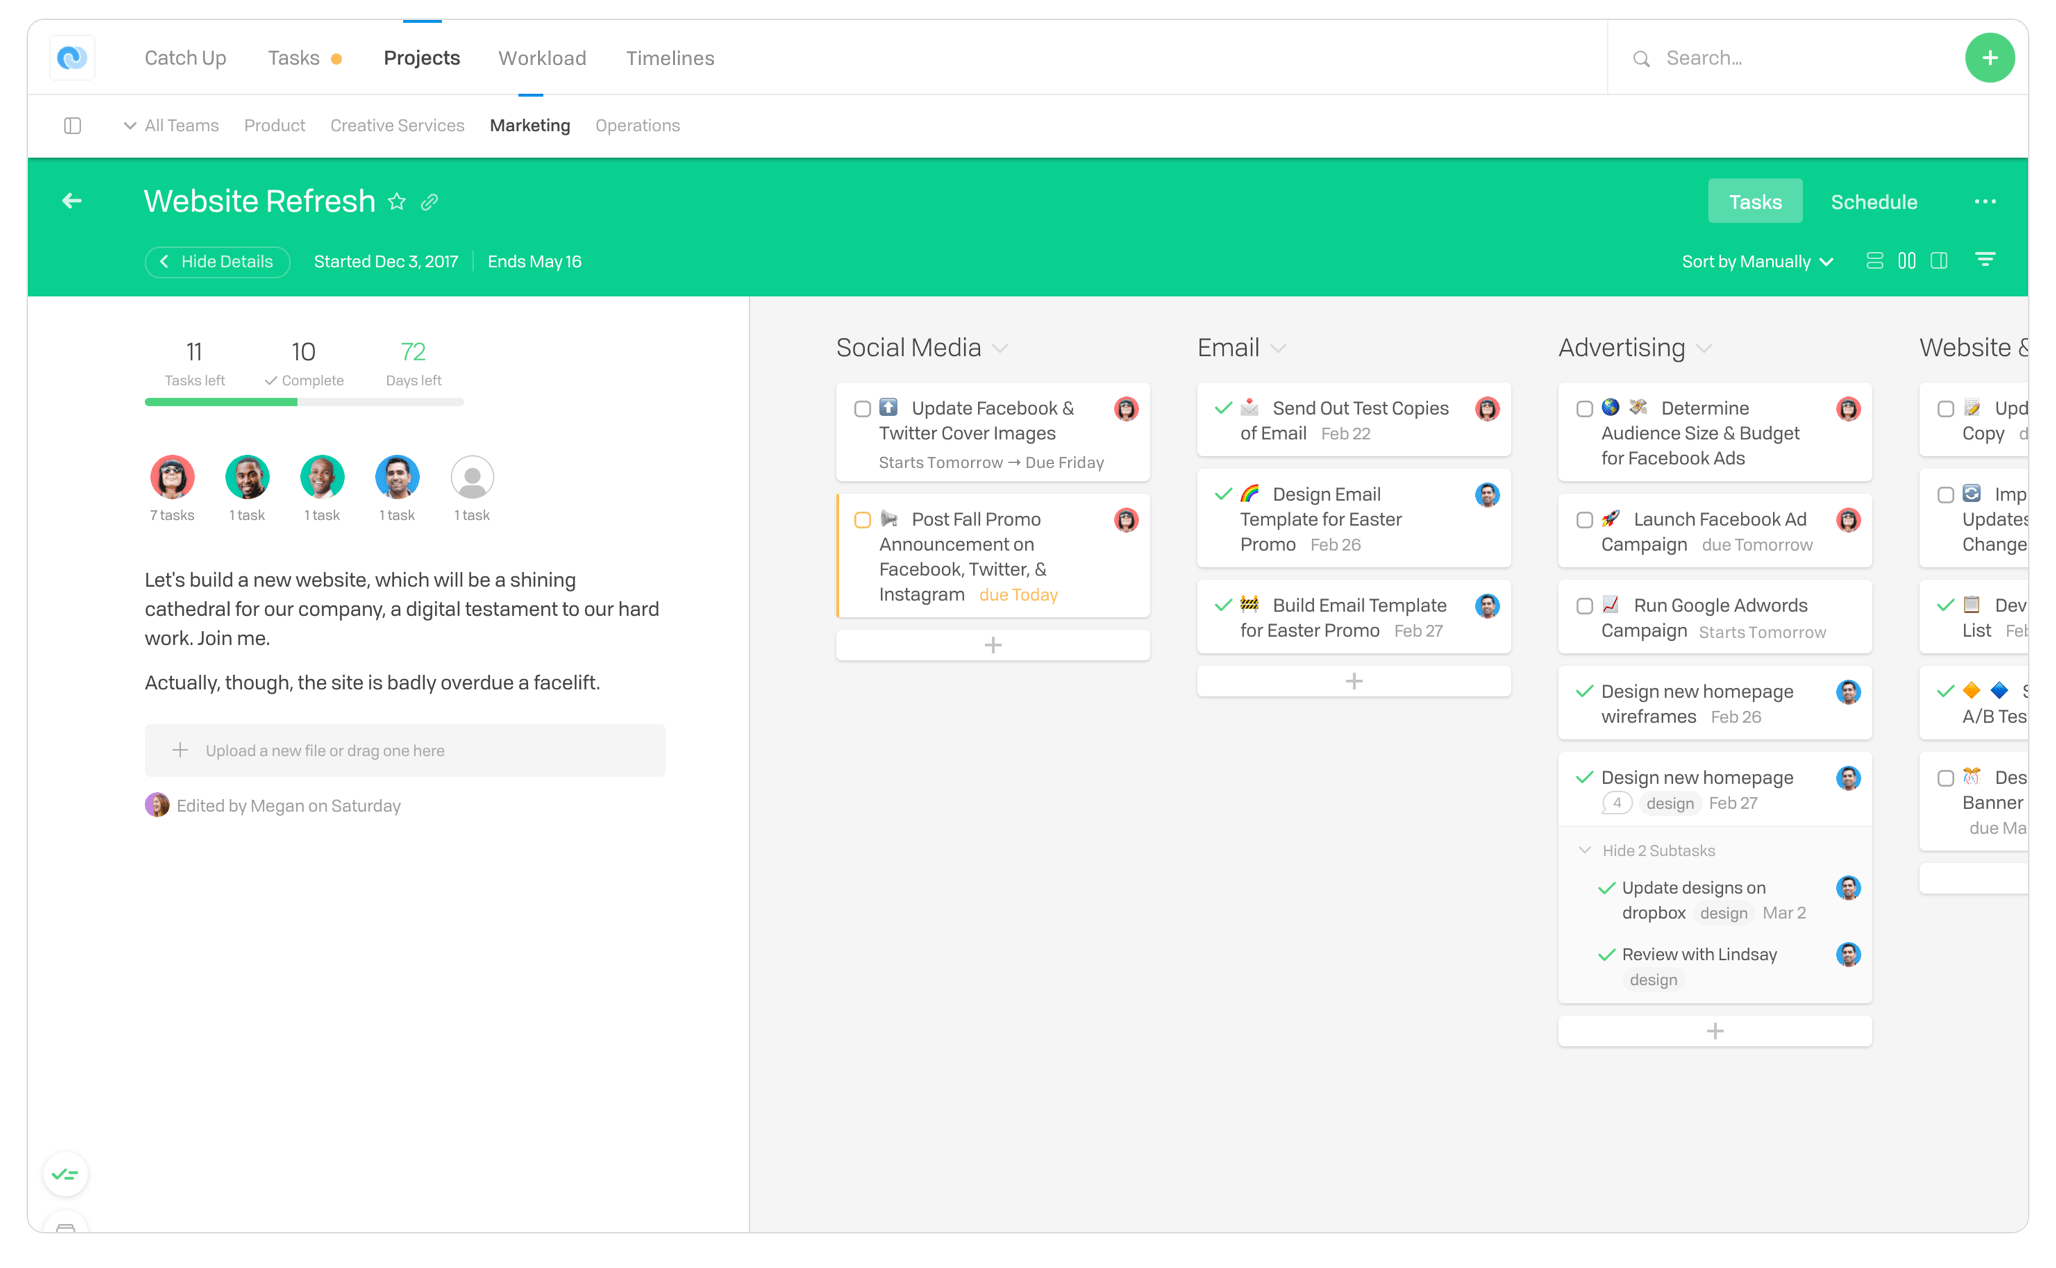 Catch Up
Tasks
Projects
Workload
Timelines
Search...
All Teams
Product
Creative Services
Marketing
Operations
Website Refresh
Tasks
Schedule
Hide Details
Started Dec 3, 2017
Ends May 16
Sort by Manually
11
Tasks left
10
Complete
72
Days left
7 tasks
1 task
1 task
1 task
1 task
Let's build a new website, which will be a shining
cathedral for our company, a digital testament to our hard
work. Join me.
Actually, though, the site is badly overdue a facelift.
Upload a new file or drag one here
Edited by Megan on Saturday
Social Media
Update Facebook &
Twitter Cover Images
Starts Tomorrow → Due Friday
Post Fall Promo
Announcement on
Facebook, Twitter, &
Instagram due Today
Email
Send Out Test Copies
of Email Feb 22
Design Email
Template for Easter
Promo Feb 26
Build Email Template
for Easter Promo Feb 27
Advertising
Determine
Audience Size & Budget
for Facebook Ads
Launch Facebook Ad
Campaign due Tomorrow
Run Google Adwords
Campaign Starts Tomorrow
Design new homepage
wireframes Feb 26
Design new homepage
4 design Feb 27
Hide 2 Subtasks
Update designs on
dropbox design Mar 2
Review with Lindsay
design
Website &
Upd
Copy d
Imp
Updates
Change
Dev
List Feb
A/B Tes
Des
Banner
due Ma